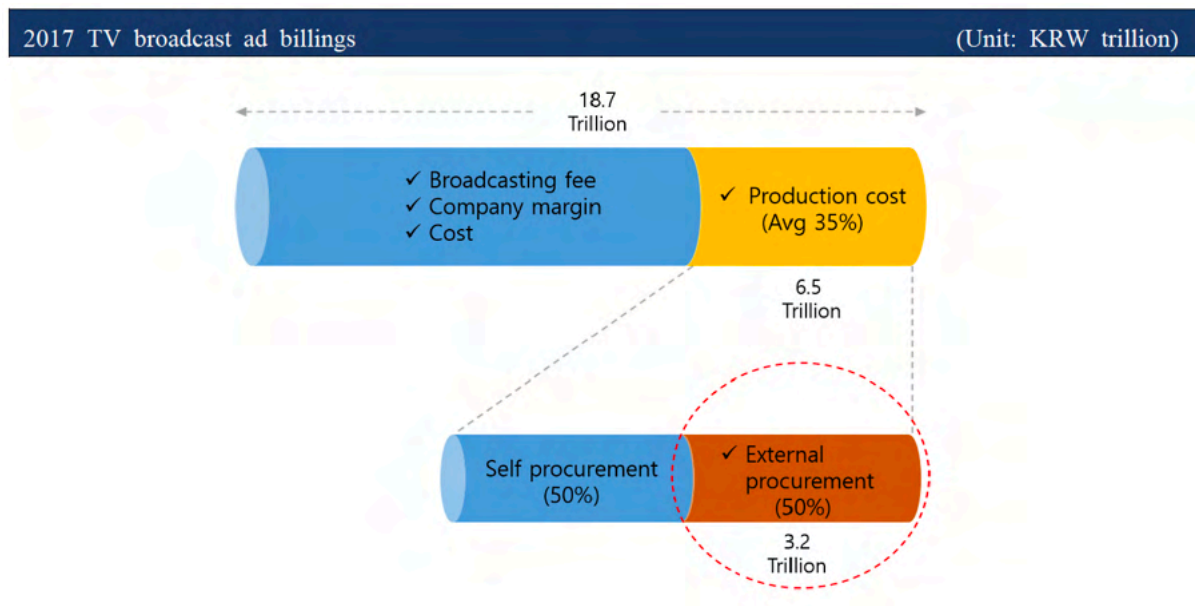 2017 TV broadcast ad billings (Unit: KRW trillion)
18.7
Trillion
✓ Broadcasting fee
✓ Company margin
✓ Cost
✓ Production cost
(Avg 35%)
6.5
Trillion
Self procurement
(50%)
✓ External
procurement
(50%)
3.2
Trillion